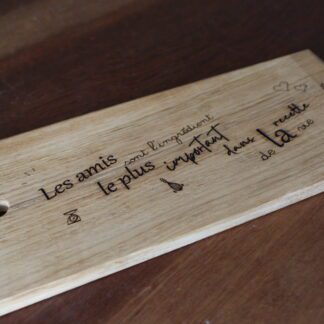 Les amis sont l'ingrédient
le plus important dans la recette
de la vie